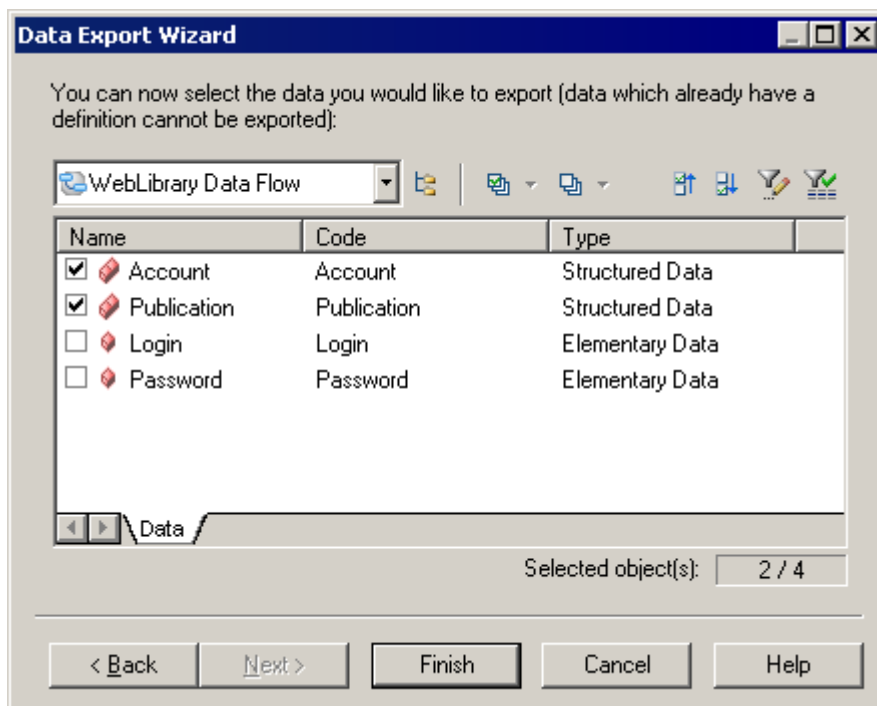 Data Export Wizard
You can now select the data you would like to export (data which already have a
definition cannot be exported):
WebLibrary Data Flow
Name Code Type
Account Account Structured Data
Publication Publication Structured Data
Login Login Elementary Data
Password Password Elementary Data
Data
Selected object(s): 2 / 4
< Back Next > Finish Cancel Help